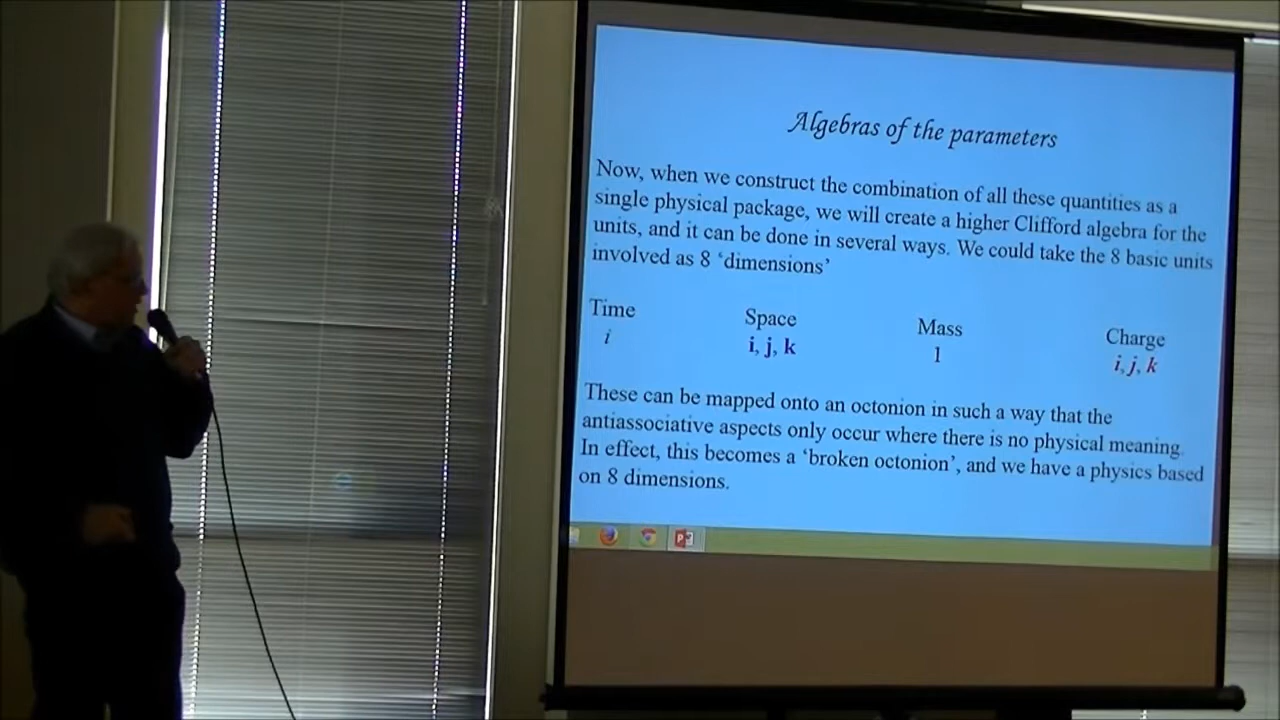 Algebras of the parameters
Now, when we construct the combination of all these quantities as a
single physical package, we will create a higher Clifford algebra for the
units, and it can be done in several ways. We could take the 8 basic units
involved as 8 ‘dimensions’
Time Space Mass Charge
i i, j, k 1 i, j, k
These can be mapped onto an octonion in such a way that the
antiassociative aspects only occur where there is no physical meaning.
In effect, this becomes a ‘broken octonion’, and we have a physics based
on 8 dimensions.